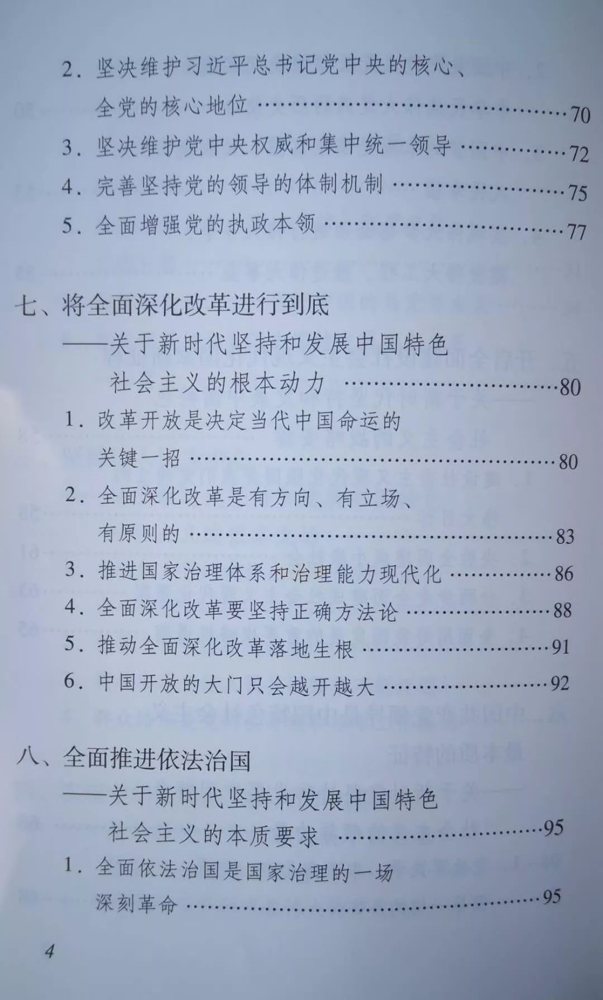 2. 坚决维护习近平总书记党中央的核心、
全党的核心地位 ……………………………………70
3. 坚决维护党中央权威和集中统一领导 ……………72
4. 完善坚持党的领导的体制机制 ……………………75
5. 全面增强党的执政本领 ……………………………77
七、将全面深化改革进行到底
——关于新时代坚持和发展中国特色
社会主义的根本动力 …………………………80
1. 改革开放是决定当代中国命运的
关键一招 ……………………………………………80
2. 全面深化改革是有方向、有立场、
有原则的 ……………………………………………83
3. 推进国家治理体系和治理能力现代化 ……………86
4. 全面深化改革要坚持正确方法论 …………………88
5. 推动全面深化改革落地生根 ………………………91
6. 中国开放的大门只会越开越大 ……………………92
八、全面推进依法治国
——关于新时代坚持和发展中国特色
社会主义的本质要求 …………………………95
1. 全面依法治国是国家治理的一场
深刻革命 ……………………………………………95
4